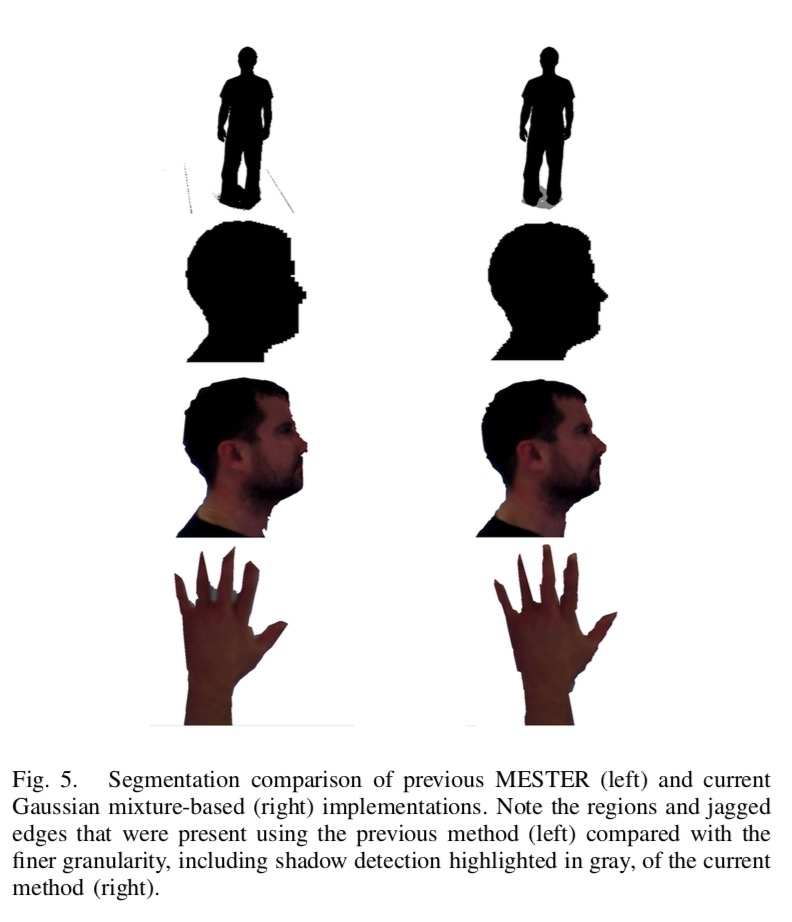 Fig. 5. Segmentation comparison of previous MESTER (left) and current
Gaussian mixture-based (right) implementations. Note the regions and jagged
edges that were present using the previous method (left) compared with the
finer granularity, including shadow detection highlighted in gray, of the current
method (right).